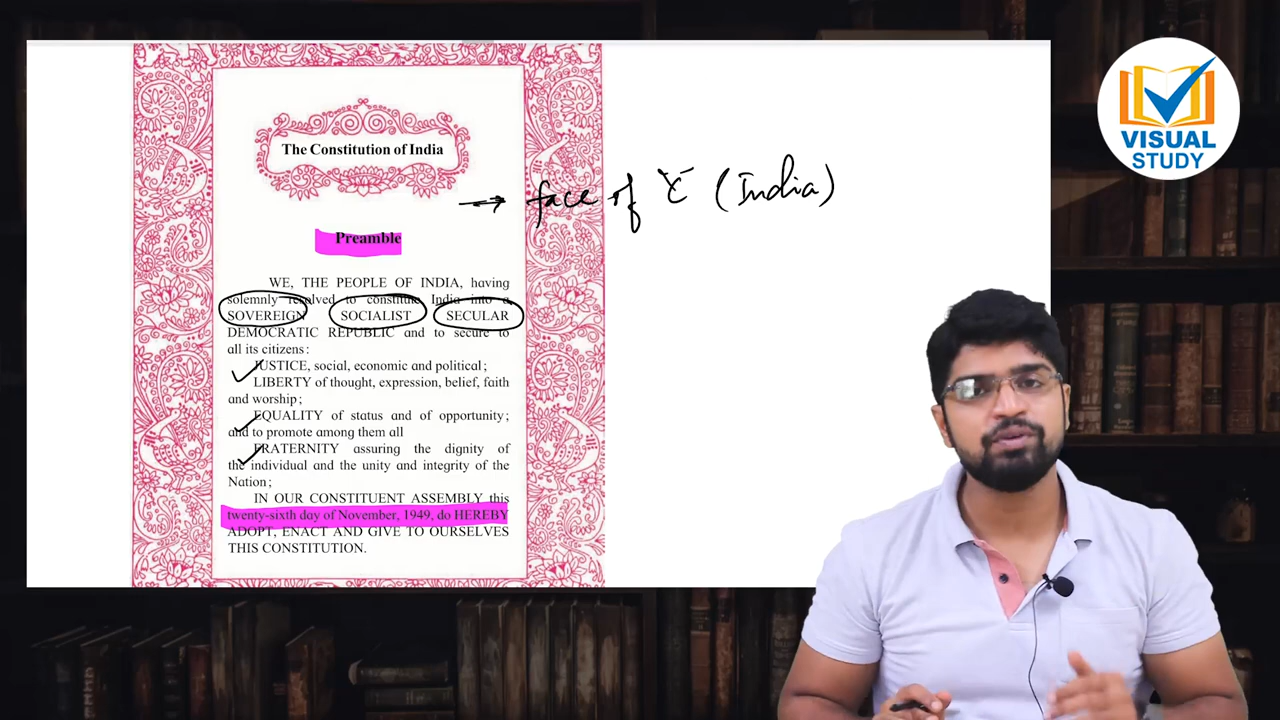 The Constitution of India
→ face of C (India)
Preamble
WE, THE PEOPLE OF INDIA, having
solemnly resolved to constitute India into a
SOVEREIGN SOCIALIST SECULAR
DEMOCRATIC REPUBLIC and to secure to
all its citizens:
JUSTICE, social, economic and political;
LIBERTY of thought, expression, belief, faith
and worship;
EQUALITY of status and of opportunity;
and to promote among them all
FRATERNITY assuring the dignity of
the individual and the unity and integrity of the
Nation;
IN OUR CONSTITUENT ASSEMBLY this
twenty-sixth day of November, 1949, do HEREBY
ADOPT, ENACT AND GIVE TO OURSELVES
THIS CONSTITUTION.
VISUAL
STUDY